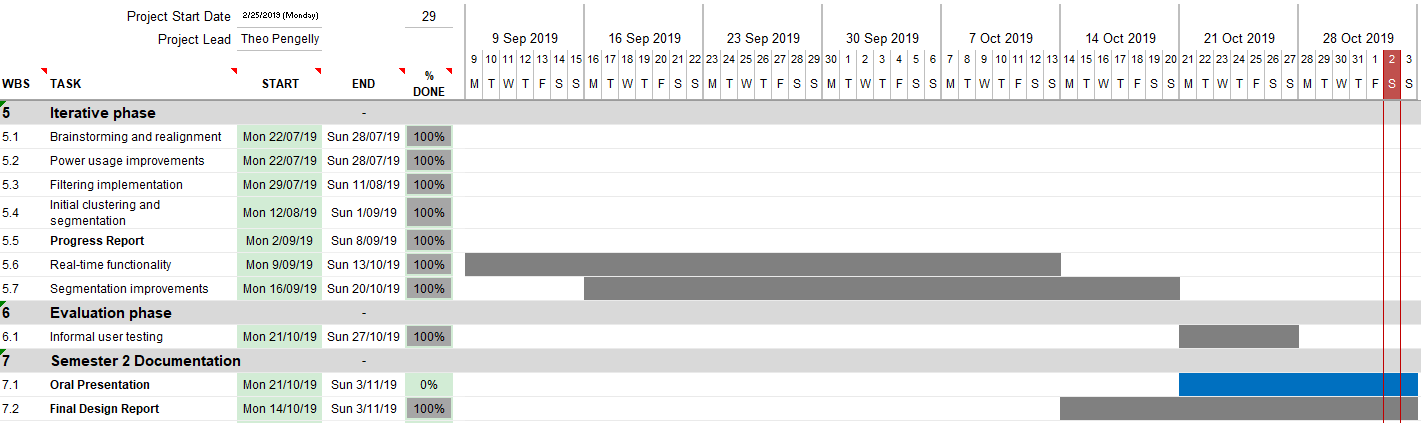 Project Start Date 2/25/2019 (Monday) 29
Project Lead Theo Pengelly 9 Sep 2019 16 Sep 2019 23 Sep 2019 30 Sep 2019 7 Oct 2019 14 Oct 2019 21 Oct 2019 28 Oct 2019
9 10 11 12 13 14 15 16 17 18 19 20 21 22 23 24 25 26 27 28 29 30 1 2 3 4 5 6 7 8 9 10 11 12 13 14 15 16 17 18 19 20 21 22 23 24 25 26 27 28 29 30 31 1 2 3
WBS TASK START END % DONE M T W T F S S M T W T F S S M T W T F S S M T W T F S S M T W T F S S M T W T F S S M T W T F S S M T W T F S S
5 Iterative phase -
5.1 Brainstorming and realignment Mon 22/07/19 Sun 28/07/19 100%
5.2 Power usage improvements Mon 22/07/19 Sun 28/07/19 100%
5.3 Filtering implementation Mon 29/07/19 Sun 11/08/19 100%
5.4 Initial clustering and
segmentation Mon 12/08/19 Sun 1/09/19 100%
5.5 Progress Report Mon 2/09/19 Sun 8/09/19 100%
5.6 Real-time functionality Mon 9/09/19 Sun 13/10/19 100%
5.7 Segmentation improvements Mon 16/09/19 Sun 20/10/19 100%
6 Evaluation phase -
6.1 Informal user testing Mon 21/10/19 Sun 27/10/19 100%
7 Semester 2 Documentation -
7.1 Oral Presentation Mon 21/10/19 Sun 3/11/19 0%
7.2 Final Design Report Mon 14/10/19 Sun 3/11/19 100%